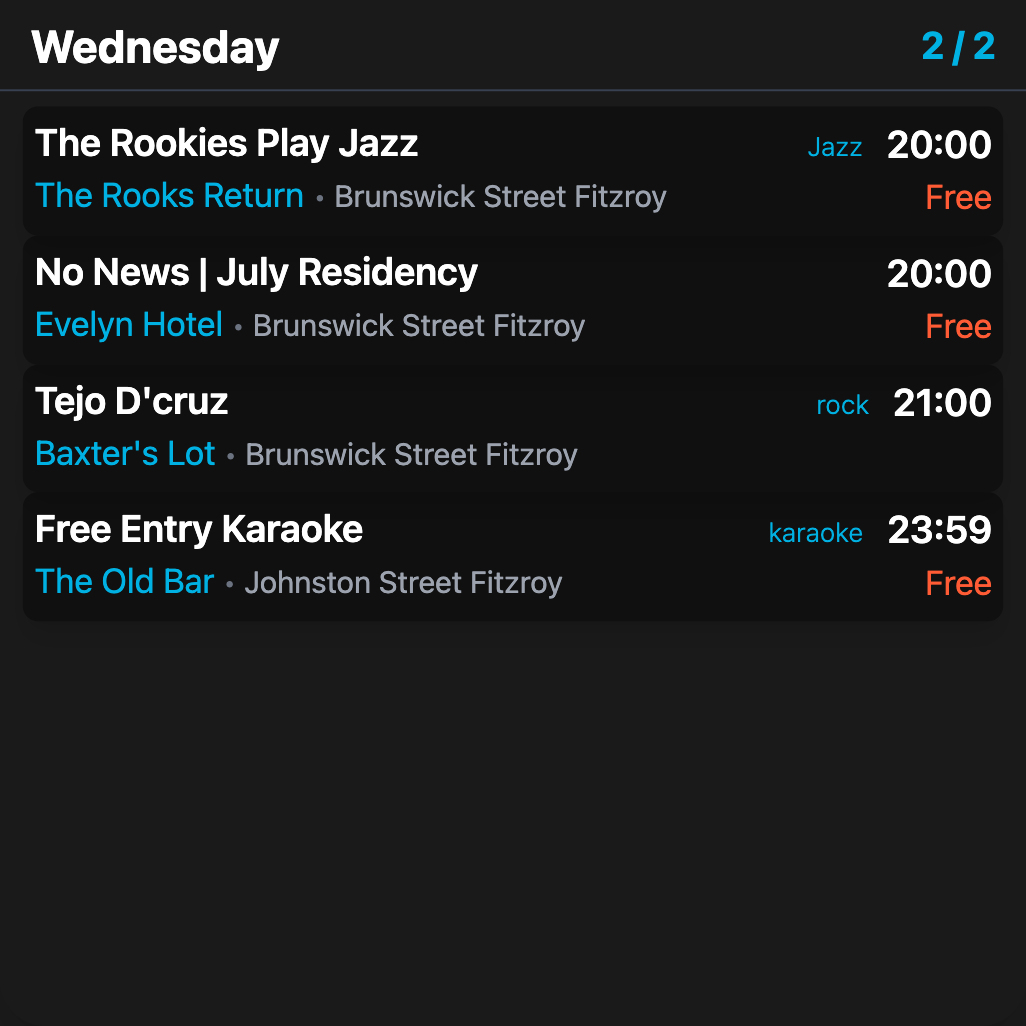 Wednesday 2 / 2
The Rookies Play Jazz Jazz 20:00
The Rooks Return • Brunswick Street Fitzroy Free
No News | July Residency 20:00
Evelyn Hotel • Brunswick Street Fitzroy Free
Tejo D'cruz rock 21:00
Baxter's Lot • Brunswick Street Fitzroy
Free Entry Karaoke karaoke 23:59
The Old Bar • Johnston Street Fitzroy Free